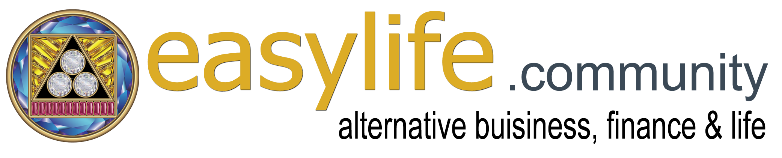 easylife .community
alternative buisiness, finance & life